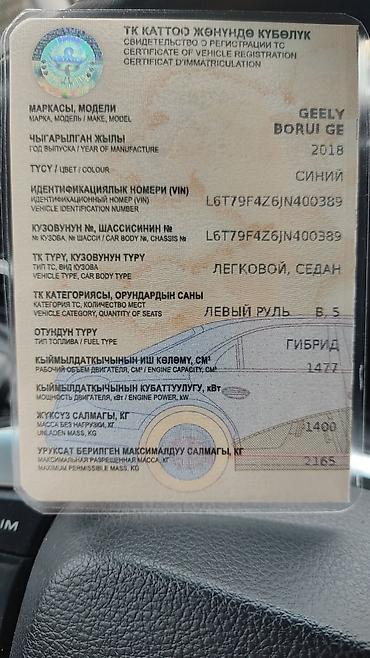 ТК КАТТОО ЖӨНҮНДӨ КҮБӨЛҮК
СВИДЕТЕЛЬСТВО О РЕГИСТРАЦИИ ТС
CERTIFICATE OF VEHICLE REGISTRATION
CERTIFICAT D'IMMATRICULATION
МАРКАСЫ, МОДЕЛИ
МАРКА, МОДЕЛЬ / MAKE, MODEL
GEELY
BORUI GE
ЧЫГАРЫЛГАН ЖЫЛЫ
ГОД ВЫПУСКА / YEAR OF MANUFACTURE
2018
ТҮСҮ / ЦВЕТ / COLOUR
СИНИЙ
ИДЕНТИФИКАЦИЯЛЫК НОМЕРИ (VIN)
ИДЕНТИФИКАЦИОННЫЙ НОМЕР (VIN)
VEHICLE IDENTIFICATION NUMBER
L6T79F4Z6JN400389
КУЗОВУНУН №, ШАССИСИНИН №
№ КУЗОВА, № ШАССИ / CAR BODY №, CHASSIS №
L6T79F4Z6JN400389
ТК ТҮРҮ, КУЗОВУНУН ТҮРҮ
ТИП ТС, ВИД КУЗОВА
VEHICLE TYPE, CAR BODY TYPE
ЛЕГКОВОЙ, СЕДАН
ТК КАТЕГОРИЯСЫ, ОРУНДАРДЫН САНЫ
КАТЕГОРИЯ ТС, КОЛИЧЕСТВО МЕСТ
VEHICLE CATEGORY, QUANTITY OF SEATS
ЛЕВЫЙ РУЛЬ B, 5
ОТУНДУН ТҮРҮ
ТИП ТОПЛИВА / FUEL TYPE
ГИБРИД
КЫЙМЫЛДАТКЫЧЫНЫН ИШ КӨЛӨМҮ, СМ³
РАБОЧИЙ ОБЪЕМ ДВИГАТЕЛЯ, СМ³ / ENGINE CAPACITY, CM³
1477
КЫЙМЫЛДАТКЫЧЫНЫН КУБАТТУУЛУГУ, кВт
МОЩНОСТЬ ДВИГАТЕЛЯ, кВт / ENGINE POWER, kW
ЖҮКСҮЗ САЛМАГЫ, КГ
МАССА БЕЗ НАГРУЗКИ, КГ
UNLADEN MASS, KG
1400
УРУКСАТ БЕРИЛГЕН МАКСИМАЛДУУ САЛМАГЫ, КГ
МАКСИМАЛЬНАЯ РАЗРЕШЕННАЯ МАССА, КГ
MAXIMUM PERMISSIBLE MASS, KG
2165